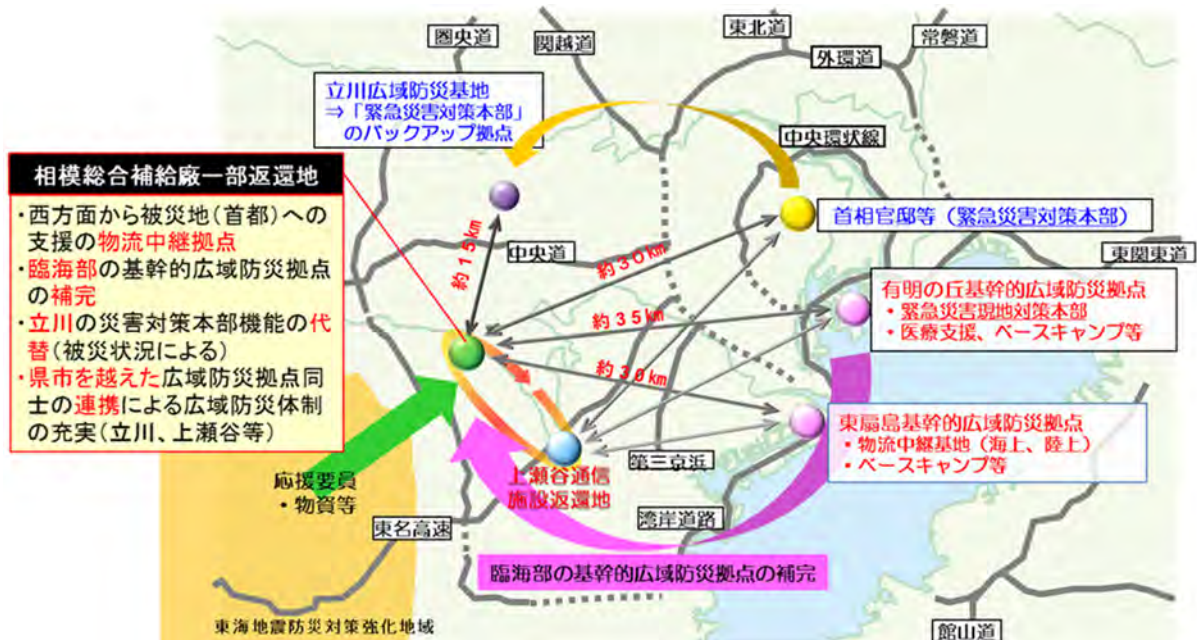 圏央道
関越道
東北道
常磐道
外環道
立川広域防災基地
⇒「緊急災害対策本部」
のバックアップ拠点
中央環状線
相模総合補給廠一部返還地
・西方面から被災地(首都)への
支援の物流中継拠点
・臨海部の基幹的広域防災拠点
の補完
・立川の災害対策本部機能の代
替(被災状況による)
・県市を越えた広域防災拠点同
士の連携による広域防災体制
の充実(立川、上瀬谷等)
首相官邸等(緊急災害対策本部)
中央道
東関東道
約15km
約30km
約35km
約30km
有明の丘基幹的広域防災拠点
・緊急災害現地対策本部
・医療支援、ベースキャンプ等
東扇島基幹的広域防災拠点
・物流中継基地(海上、陸上)
・ベースキャンプ等
第三京浜
上瀬谷通信
施設返還地
応援要員
・物資等
東名高速
湾岸道路
臨海部の基幹的広域防災拠点の補完
東海地震防災対策強化地域
館山道